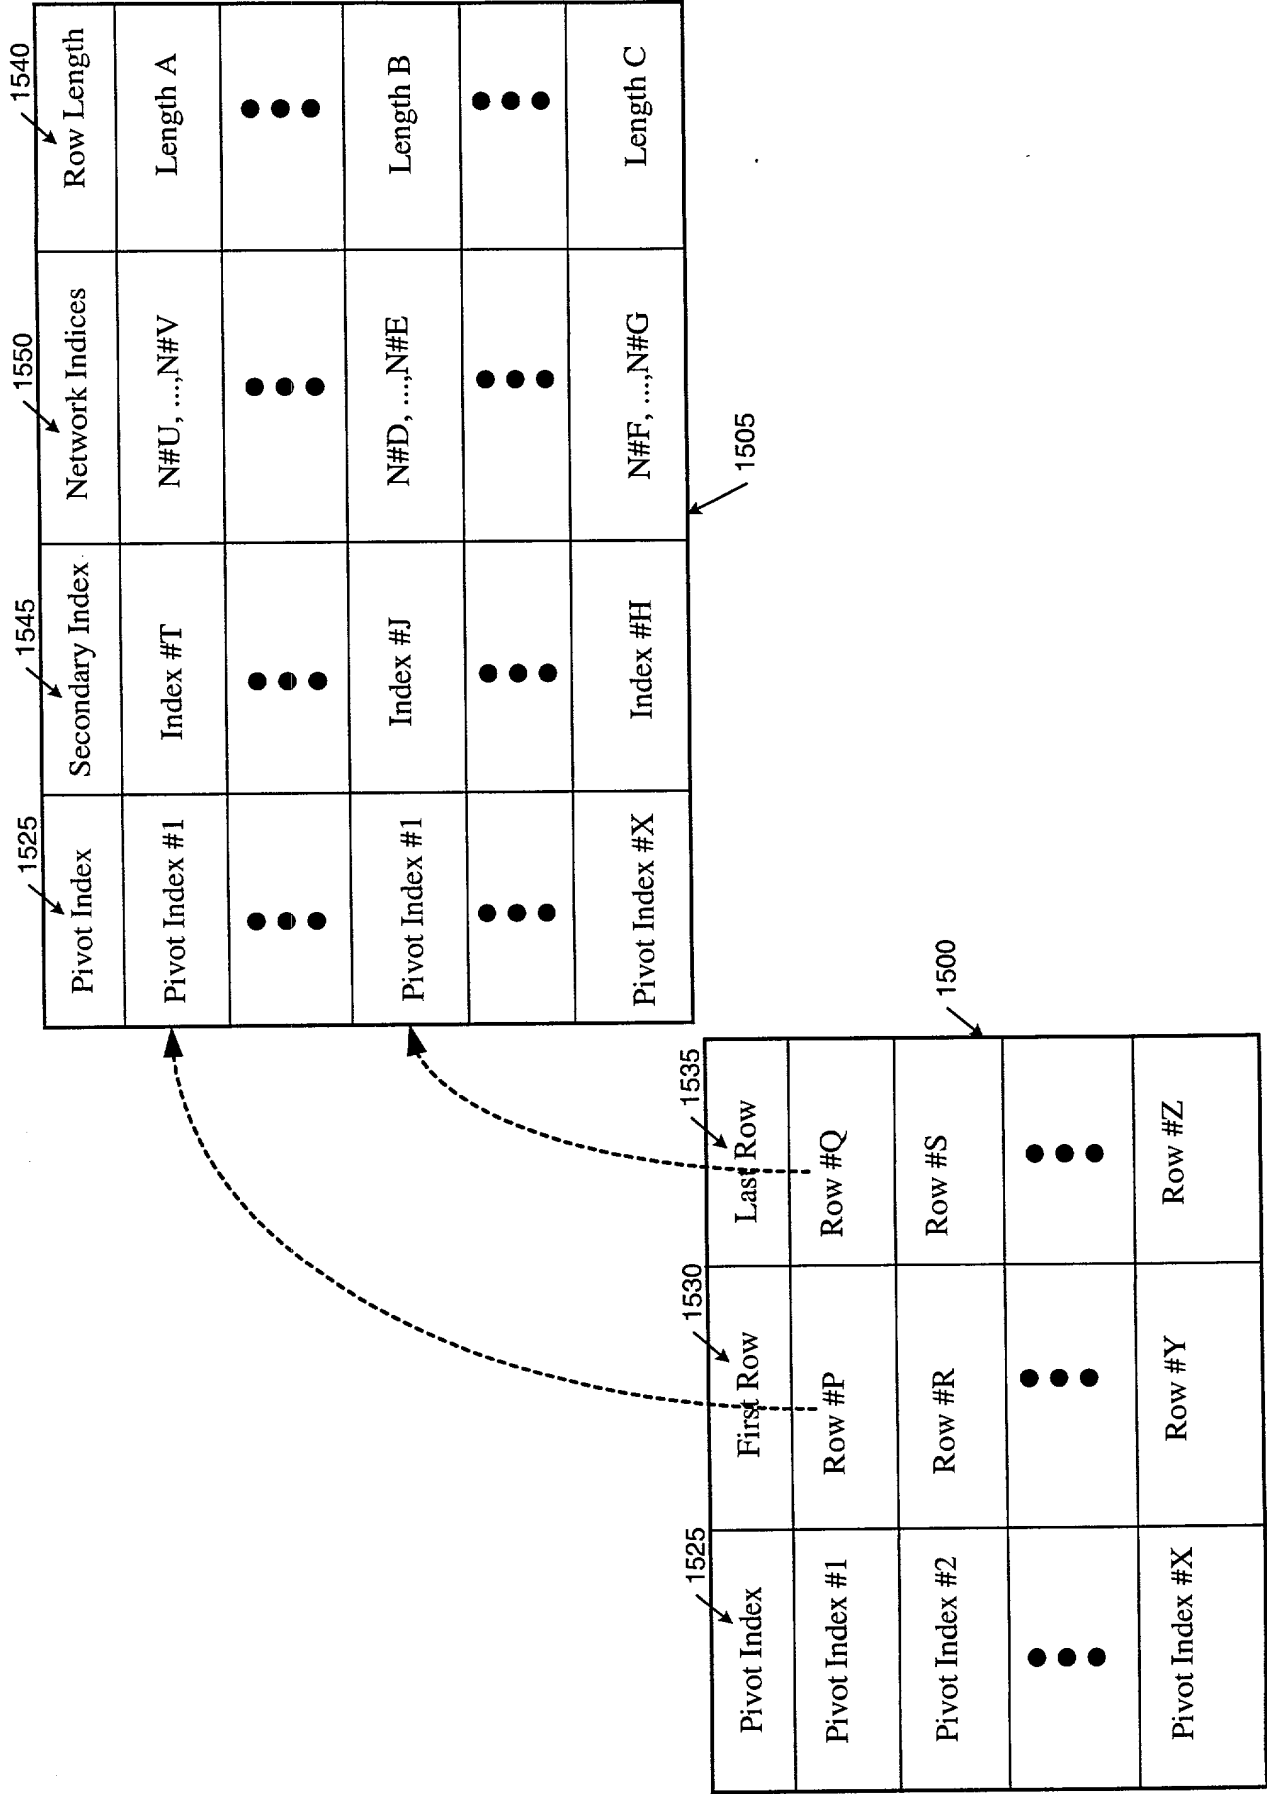 1525
1530
1535
1500
Pivot Index	First Row	Last Row
Pivot Index #1	Row #P	Row #Q
Pivot Index #2	Row #R	Row #S
Pivot Index #X	Row #Y	Row #Z
1525
1545
1550
1540
Pivot Index	Secondary Index	Network Indices	Row Length
Pivot Index #1	Index #T	N#U, ...,N#V	Length A
Pivot Index #1	Index #J	N#D, ...,N#E	Length B
Pivot Index #X	Index #H	N#F, ...,N#G	Length C
1505